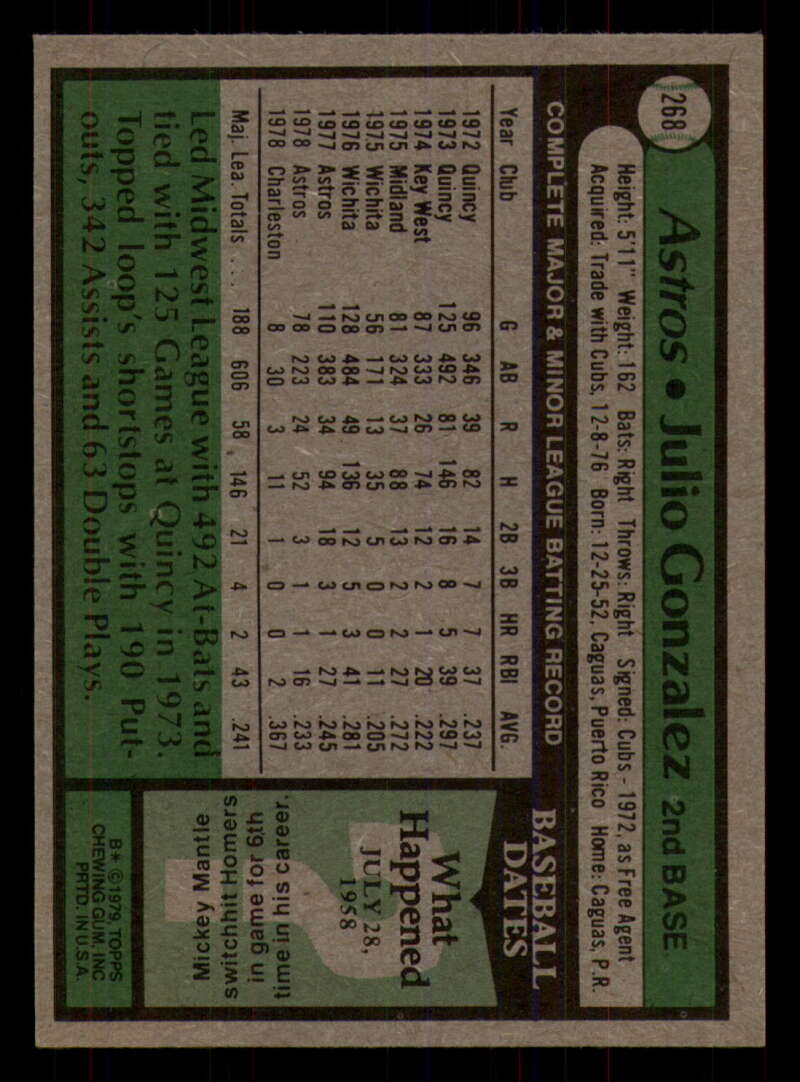 268
Astros • Julio Gonzalez 2nd BASE
Height: 5'11" Weight: 162 Bats: Right Throws: Right Signed: Cubs - 1972, as Free Agent
Acquired: Trade with Cubs, 12-8-76 Born: 12-25-52, Caguas, Puerto Rico Home: Caguas, P.R.
COMPLETE MAJOR & MINOR LEAGUE BATTING RECORD
Year Club G AB R H 2B 3B HR RBI AVG.
1972 Quincy 96 346 39 82 14 7 7 37 .237
1973 Quincy 125 492 81 146 16 8 5 39 .297
1974 Key West 87 333 26 74 12 2 1 20 .222
1975 Midland 81 324 37 88 13 2 2 27 .272
1975 Wichita 56 171 13 35 5 0 0 11 .205
1976 Wichita 128 484 49 136 12 5 3 41 .281
1977 Astros 110 383 34 94 18 3 1 27 .245
1978 Astros 78 223 24 52 3 1 1 16 .233
1978 Charleston 8 30 3 11 1 0 0 2 .367
Maj. Lea. Totals . . . 188 606 58 146 21 4 2 43 .241
Led Midwest League with 492 At-Bats and
tied with 125 Games at Quincy in 1973.
Topped loop's shortstops with 190 Put-
outs, 342 Assists and 63 Double Plays.
BASEBALL
DATES
What
Happened
JULY 28,
1958
?
Mickey Mantle
switchhit Homers
in game for 6th
time in his career.
B* ©1979, TOPPS
CHEWING GUM, INC
PRTD. IN U.S.A.